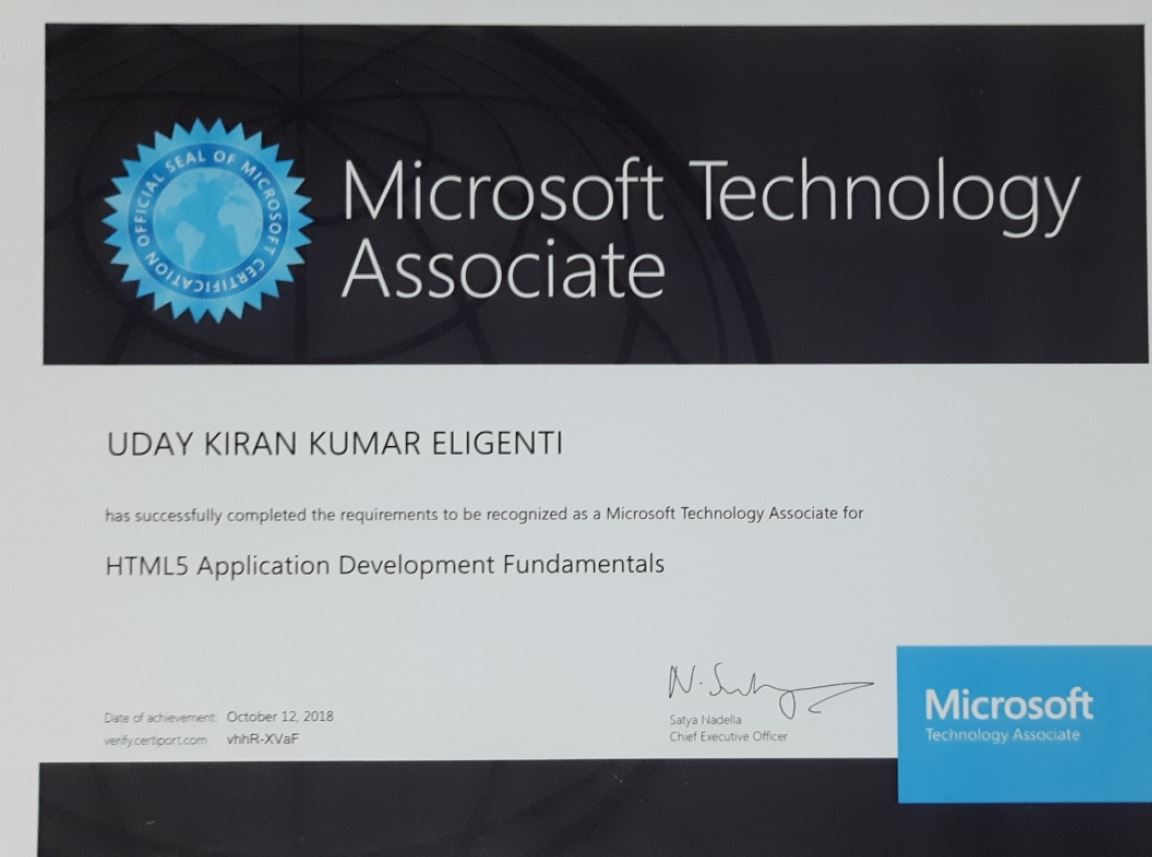 OFFICIAL SEAL OF MICROSOFT CERTIFICATION
Microsoft Technology
Associate
UDAY KIRAN KUMAR ELIGENTI
has successfully completed the requirements to be recognized as a Microsoft Technology Associate for
HTML5 Application Development Fundamentals
Date of achievement: October 12, 2018
verify.certiport.com vhhR-XVaF
N. Satya
Satya Nadella
Chief Executive Officer
Microsoft
Technology Associate